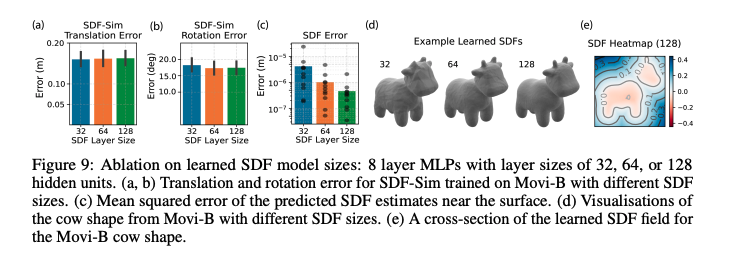 (a)
SDF-Sim
Translation Error
Error (m)
0.20
0.10
0.05
32 64 128
SDF Layer Size
(b)
SDF-Sim
Rotation Error
Error (deg)
20.0
15.0
10.0
32 64 128
SDF Layer Size
(c)
SDF Error
Error (m)
10⁻⁵
10⁻⁶
10⁻⁷
32 64 128
SDF Layer Size
(d)
Example Learned SDFs
32 64 128
(e)
SDF Heatmap (128)
0.4
0.2
0.0
−0.2
−0.4
Figure 9: Ablation on learned SDF model sizes: 8 layer MLPs with layer sizes of 32, 64, or 128
hidden units. (a, b) Translation and rotation error for SDF-Sim trained on Movi-B with different SDF
sizes. (c) Mean squared error of the predicted SDF estimates near the surface. (d) Visualisations of
the cow shape from Movi-B with different SDF sizes. (e) A cross-section of the learned SDF field for
the Movi-B cow shape.